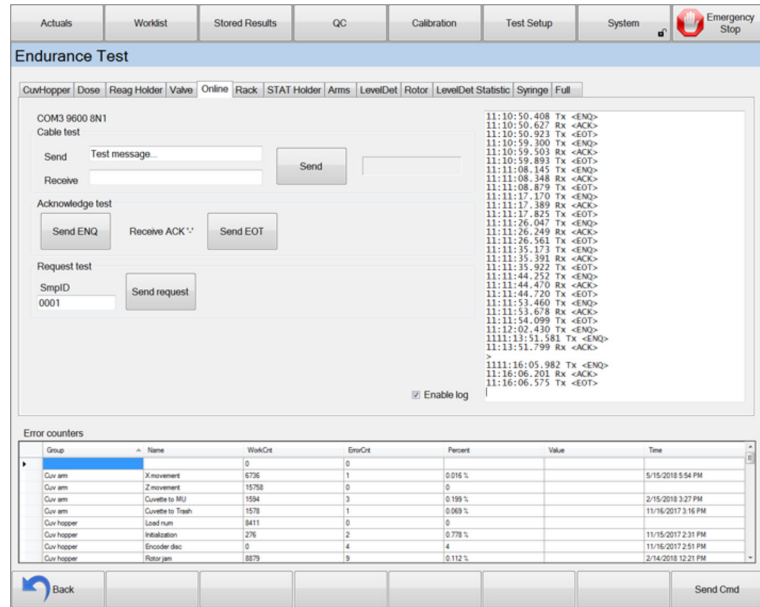 Actuals Worklist Stored Results QC Calibration Test Setup System Emergency Stop
Endurance Test
CuvHopper Dose Reag Holder Valve Online Rack STAT Holder Arms LevelDet Rotor LevelDet Statistic Syringe Full
COM3 9600 8N1
Cable test
Send Test message... Send
Receive
Acknowledge test
Send ENQ Receive ACK '-' Send EOT
Request test
SmpID
0001 Send request
11:10:50.408 Tx <ENQ>
11:10:50.627 Rx <ACK>
11:10:50.923 Tx <EOT>
11:10:59.300 Tx <ENQ>
11:10:59.503 Rx <ACK>
11:10:59.893 Tx <EOT>
11:11:08.145 Tx <ENQ>
11:11:08.348 Rx <ACK>
11:11:08.879 Tx <EOT>
11:11:17.170 Tx <ENQ>
11:11:17.389 Rx <ACK>
11:11:17.825 Tx <EOT>
11:11:26.047 Tx <ENQ>
11:11:26.249 Rx <ACK>
11:11:26.561 Tx <EOT>
11:11:35.173 Tx <ENQ>
11:11:35.391 Rx <ACK>
11:11:35.922 Tx <EOT>
11:11:44.252 Tx <ENQ>
11:11:44.470 Rx <ACK>
11:11:44.720 Tx <EOT>
11:11:53.460 Tx <ENQ>
11:11:53.678 Rx <ACK>
11:11:54.099 Tx <EOT>
11:12:02.430 Tx <ENQ>
1111:13:51.581 Tx <ENQ>
11:13:51.799 Rx <ACK>
>
1111:16:05.982 Tx <ENQ>
11:16:06.201 Rx <ACK>
11:16:06.575 Tx <EOT>
Enable log
Error counters
Group Name WorkCnt ErrorCnt Percent Value Time
0 0
Cuv arm X movement 6736 1 0.016 % 5/15/2018 5:54 PM
Cuv arm Z movement 15758 0 0
Cuv arm Cuvette to MU 1594 3 0.199 % 2/15/2018 3:27 PM
Cuv arm Cuvette to Trash 1578 1 0.069 % 11/16/2017 3:16 PM
Cuv hopper Load num 8411 0 0
Cuv hopper Initialization 276 2 0.778 % 11/15/2017 2:31 PM
Cuv hopper Encoder disc 0 4 4 11/16/2017 2:51 PM
Cuv hopper Rotor jam 8879 9 0.112 % 2/14/2018 12:21 PM
Back Send Cmd